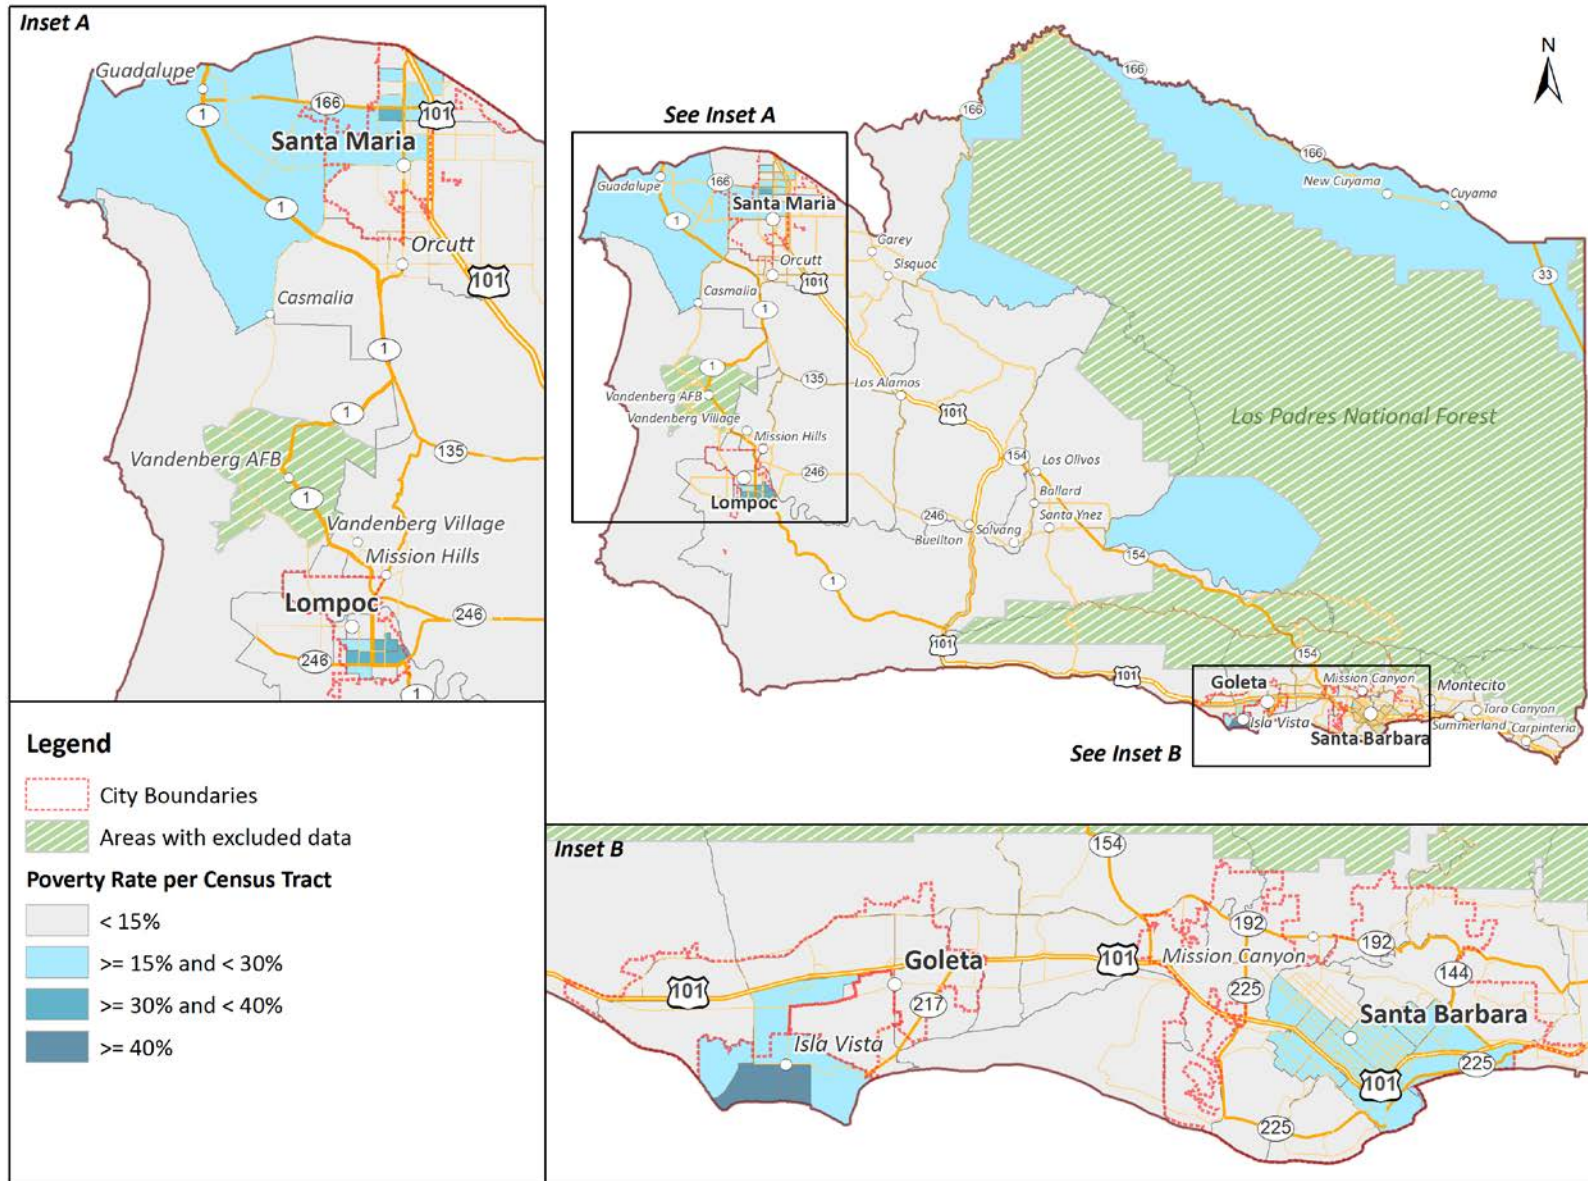 Inset A
Guadalupe
166
1
101
Santa Maria
1
Orcutt
101
Casmalia
1
1
135
Vandenberg AFB
1
Vandenberg Village
Mission Hills
Lompoc
246
246
1
Legend
City Boundaries
Areas with excluded data
Poverty Rate per Census Tract
< 15%
>= 15% and < 30%
>= 30% and < 40%
>= 40%
N
See Inset A
166
166
166
166
New Cuyama
Cuyama
33
Guadalupe
166
Santa Maria
1
Garey
Orcutt
Sisquoc
101
Casmalia
1
1
135
Los Alamos
Vandenberg AFB
101
Vandenberg Village
Mission Hills
Los Padres National Forest
154
Los Olivos
246
Ballard
Lompoc
246
Solvang
Santa Ynez
Buellton
154
1
101
101
154
Goleta
Mission Canyon
Montecito
Isla Vista
Toro Canyon
Summerland
Santa Barbara
Carpinteria
See Inset B
Inset B
154
192
192
Mission Canyon
Goleta
101
144
101
225
217
Santa Barbara
Isla Vista
225
101
225